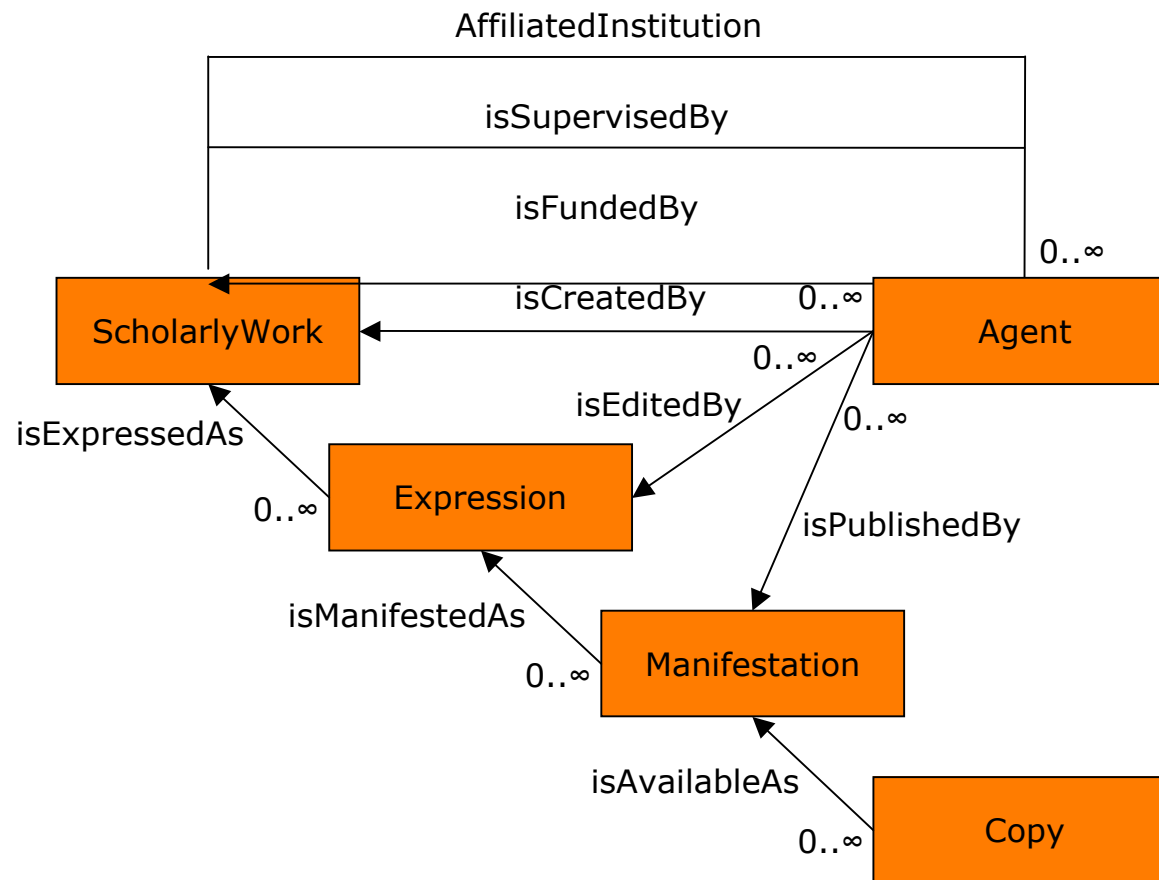 AffiliatedInstitution
isSupervisedBy
isFundedBy
0..∞
isCreatedBy
0..∞
ScholarlyWork
Agent
0..∞
isEditedBy
0..∞
isExpressedAs
Expression
0..∞
isPublishedBy
isManifestedAs
Manifestation
0..∞
isAvailableAs
Copy
0..∞